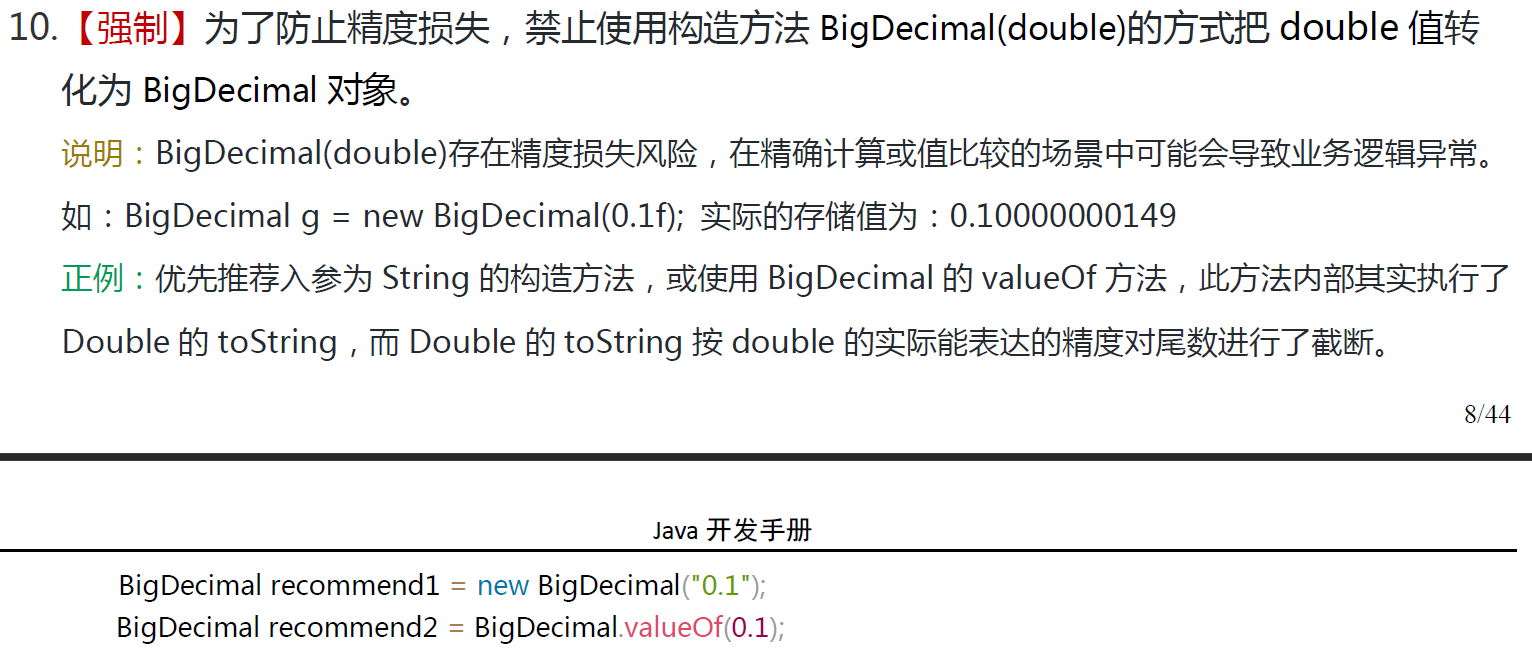 10.【强制】为了防止精度损失，禁止使用构造方法 BigDecimal(double)的方式把 double 值转
化为 BigDecimal 对象。
说明：BigDecimal(double)存在精度损失风险，在精确计算或值比较的场景中可能会导致业务逻辑异常。
如：BigDecimal g = new BigDecimal(0.1f); 实际的存储值为：0.10000000149
正例：优先推荐入参为 String 的构造方法，或使用 BigDecimal 的 valueOf 方法，此方法内部其实执行了
Double 的 toString，而 Double 的 toString 按 double 的实际能表达的精度对尾数进行了截断。
8/44
Java 开发手册
BigDecimal recommend1 = new BigDecimal("0.1");
BigDecimal recommend2 = BigDecimal.valueOf(0.1);